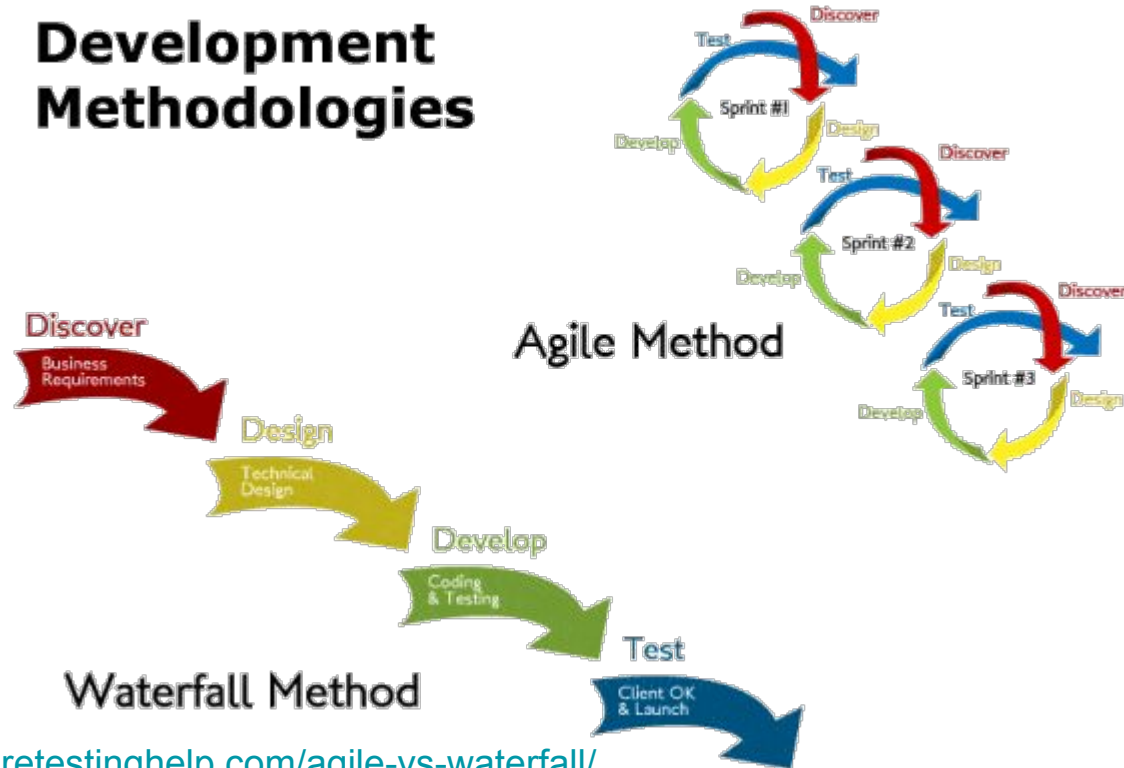 Development
Methodologies
Discover
Test
Sprint #1
Develop
Design
Discover
Test
Sprint #2
Develop
Design
Discover
Test
Sprint #3
Develop
Design
Agile Method
Discover
Business
Requirements
Design
Technical
Design
Develop
Coding
& Testing
Test
Client OK
& Launch
Waterfall Method
retestinghelp.com/agile-vs-waterfall/